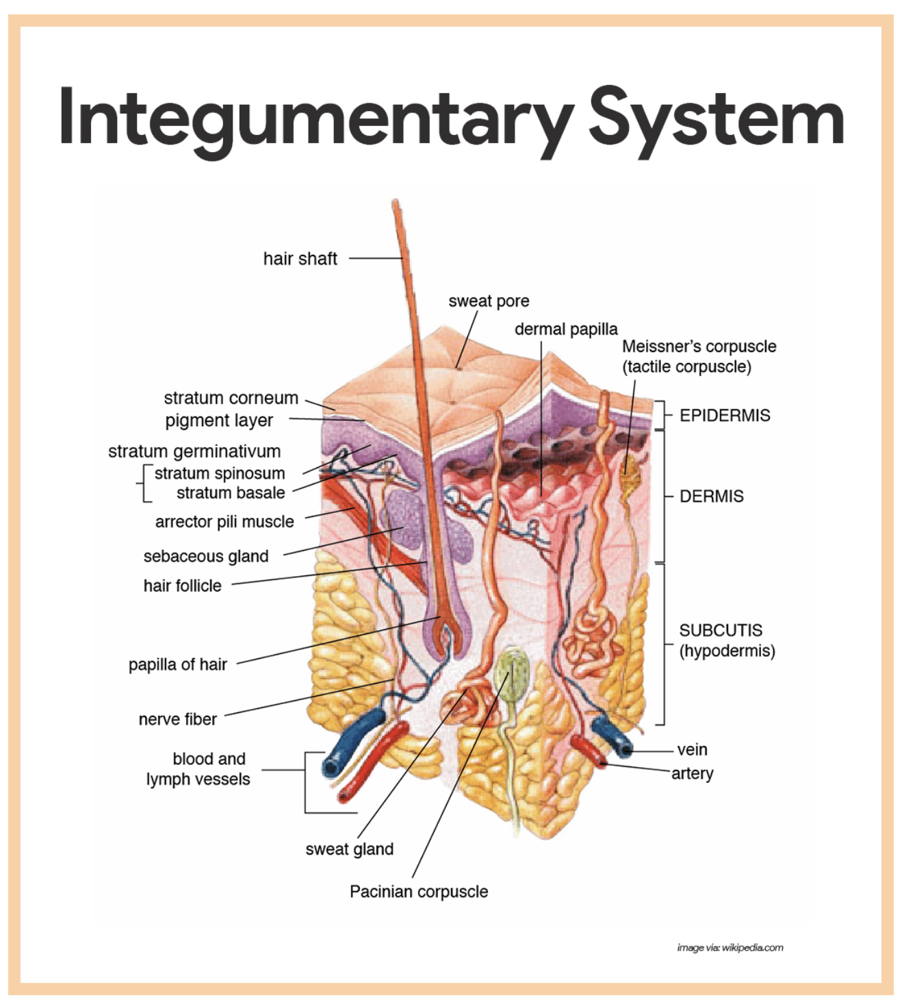 Integumentary System
hair shaft
sweat pore
dermal papilla
Meissner's corpuscle
(tactile corpuscle)
stratum corneum
pigment layer
EPIDERMIS
stratum germinativum
stratum spinosum
stratum basale
DERMIS
arrector pili muscle
sebaceous gland
hair follicle
SUBCUTIS
(hypodermis)
papilla of hair
nerve fiber
blood and
lymph vessels
vein
artery
sweat gland
Pacinian corpuscle
image via: wikipedia.com